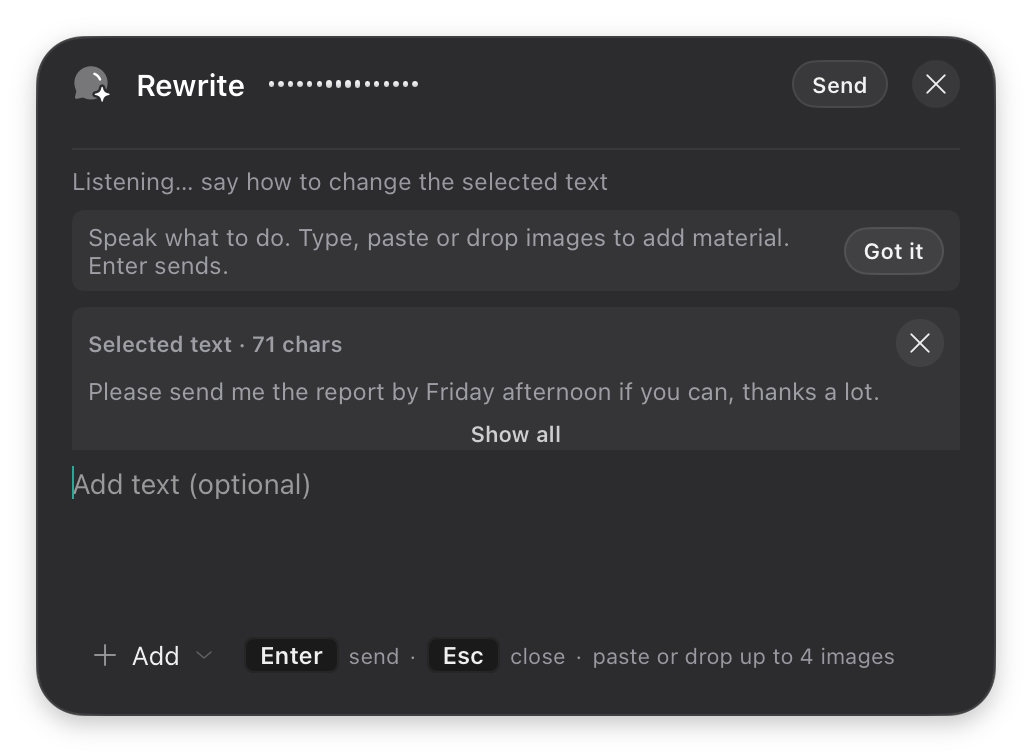 Rewrite
Send
Listening... say how to change the selected text
Speak what to do. Type, paste or drop images to add material.
Enter sends.
Got it
Selected text · 71 chars
Please send me the report by Friday afternoon if you can, thanks a lot.
Show all
Add text (optional)
Add Enter send · Esc close · paste or drop up to 4 images